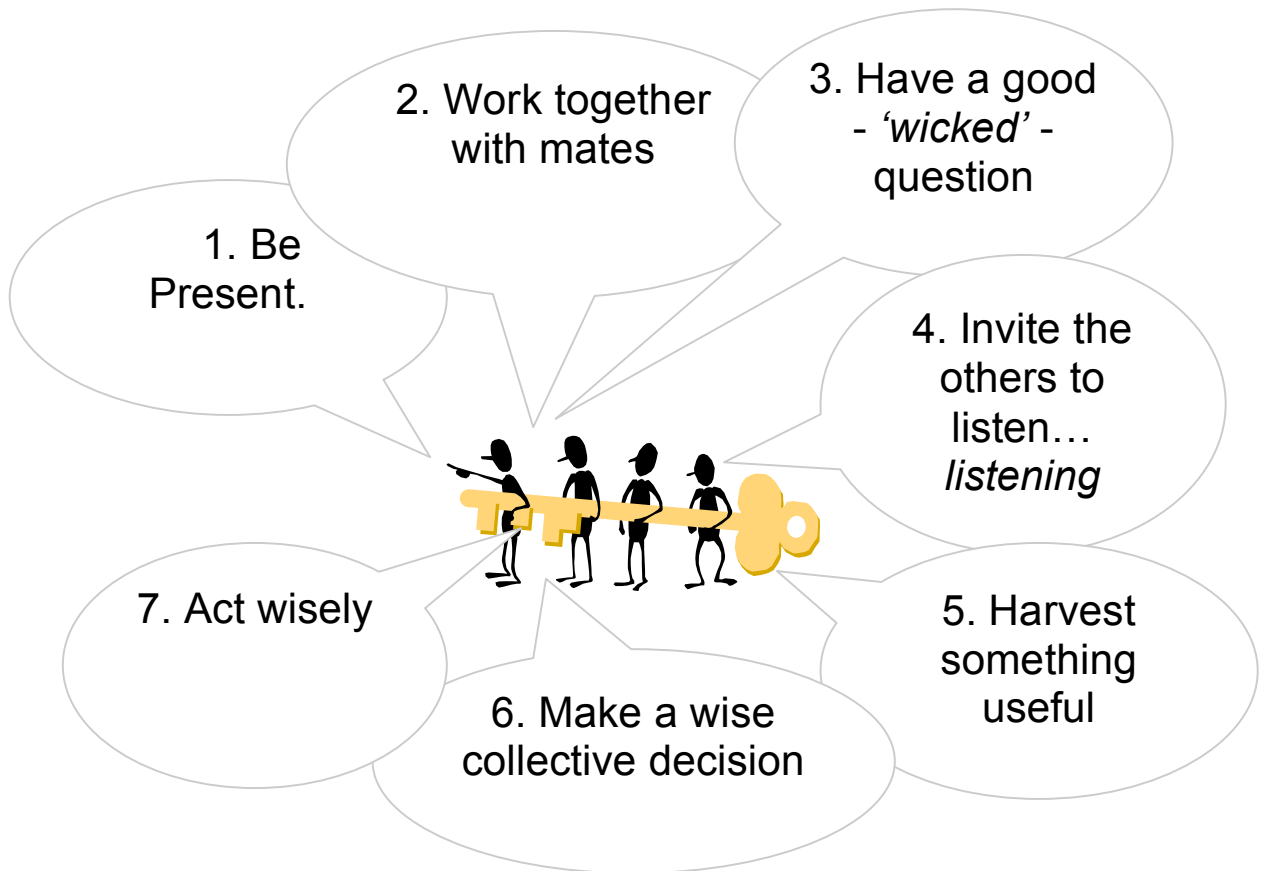 1. Be
Present.
2. Work together
with mates
3. Have a good
- ‘wicked’ -
question
4. Invite the
others to
listen…
listening
5. Harvest
something
useful
6. Make a wise
collective decision
7. Act wisely